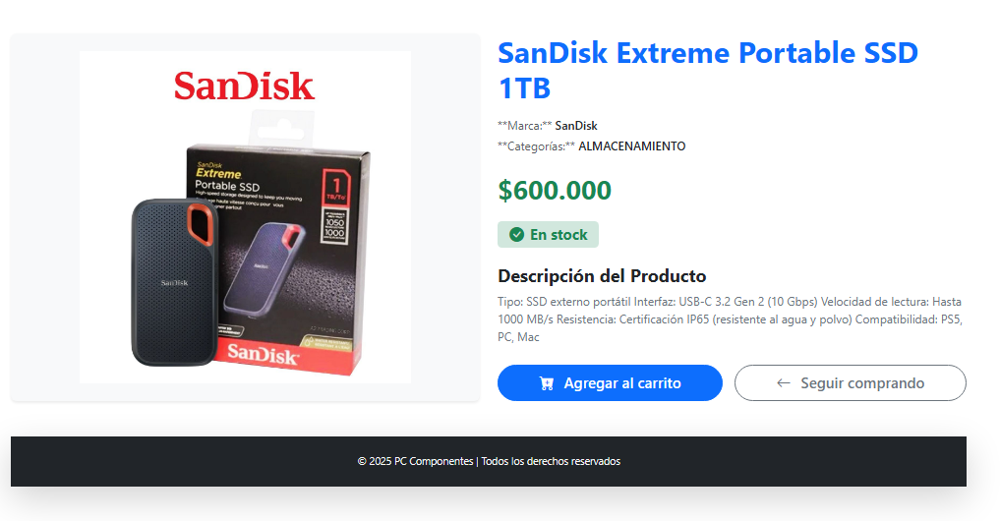 SanDisk Extreme Portable SSD
1TB
SanDisk
**Marca:** SanDisk
**Categorías:** ALMACENAMIENTO
SanDisk
Extreme
Portable SSD
High-speed storage designed to keep you moving
1
TB/To
1050
1000
SanDisk
SanDisk
SanDisk
$600.000
En stock
Descripción del Producto
Tipo: SSD externo portátil Interfaz: USB-C 3.2 Gen 2 (10 Gbps) Velocidad de lectura: Hasta
1000 MB/s Resistencia: Certificación IP65 (resistente al agua y polvo) Compatibilidad: PS5,
PC, Mac
Agregar al carrito
Seguir comprando
© 2025 PC Componentes | Todos los derechos reservados